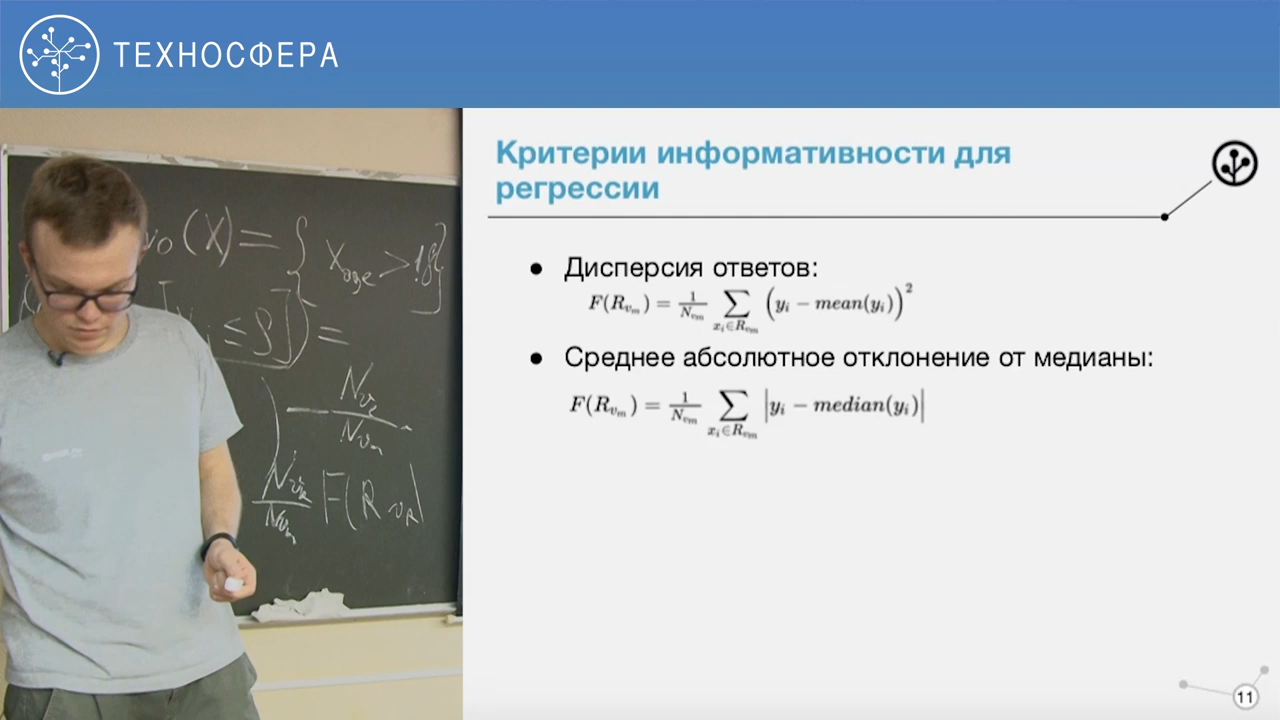 ТЕХНОСФЕРА
Критерии информативности для
регрессии
● Дисперсия ответов:
F(R_{v_m}) = \frac{1}{N_{v_m}} \sum_{x_i \in R_{v_m}} (y_i − mean(y_i))^2
● Среднее абсолютное отклонение от медианы:
F(R_{v_m}) = \frac{1}{N_{v_m}} \sum_{x_i \in R_{v_m}} |y_i − median(y_i)|
11
(X) = { X > 18 }
≤